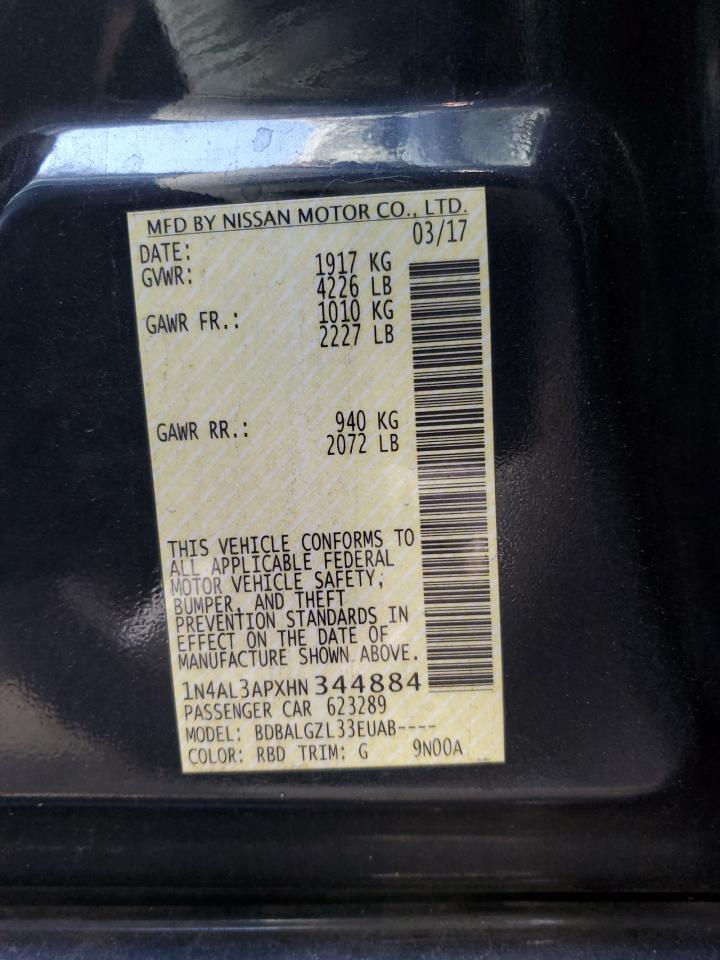 MFD BY NISSAN MOTOR CO., LTD.
DATE: 03/17
GVWR: 1917 KG
4226 LB
GAWR FR.: 1010 KG
2227 LB
GAWR RR.: 940 KG
2072 LB
THIS VEHICLE CONFORMS TO
ALL APPLICABLE FEDERAL
MOTOR VEHICLE SAFETY,
BUMPER, AND THEFT
PREVENTION STANDARDS IN
EFFECT ON THE DATE OF
MANUFACTURE SHOWN ABOVE.
1N4AL3APXHN344884
PASSENGER CAR 623289
MODEL: BDBALGZL33EUAB----
COLOR: RBD TRIM: G 9N00A